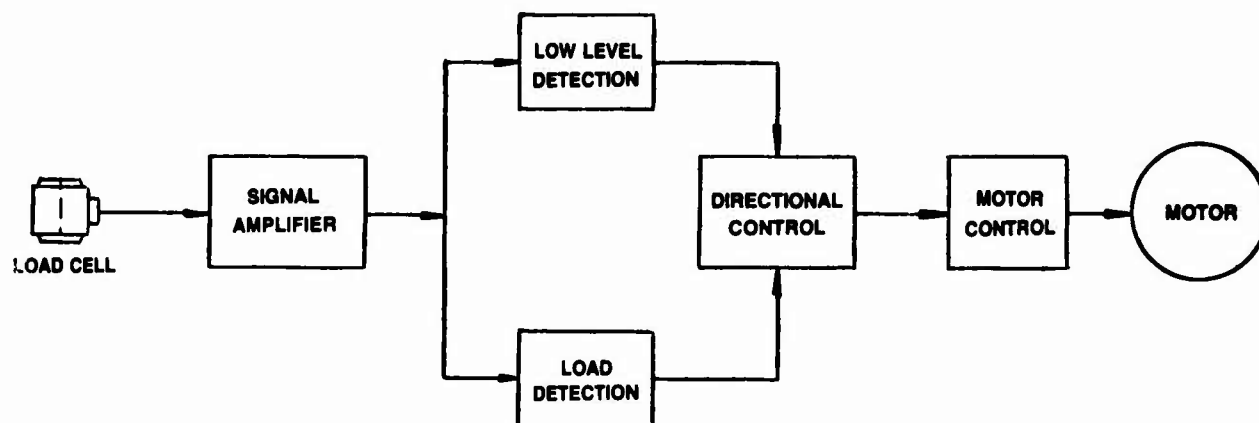 LOW LEVEL
DETECTION
SIGNAL
AMPLIFIER
LOAD CELL
DIRECTIONAL
CONTROL
MOTOR
CONTROL
MOTOR
LOAD
DETECTION